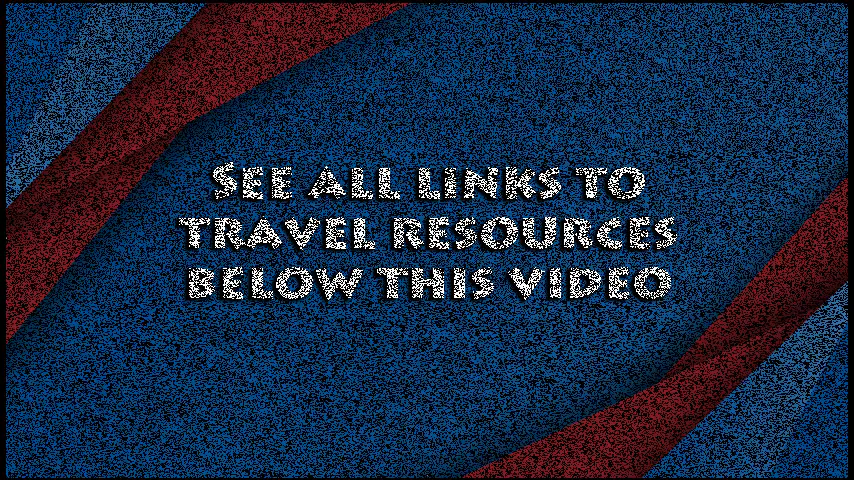 SEE ALL LINKS TO
TRAVEL RESOURCES
BELOW THIS VIDEO